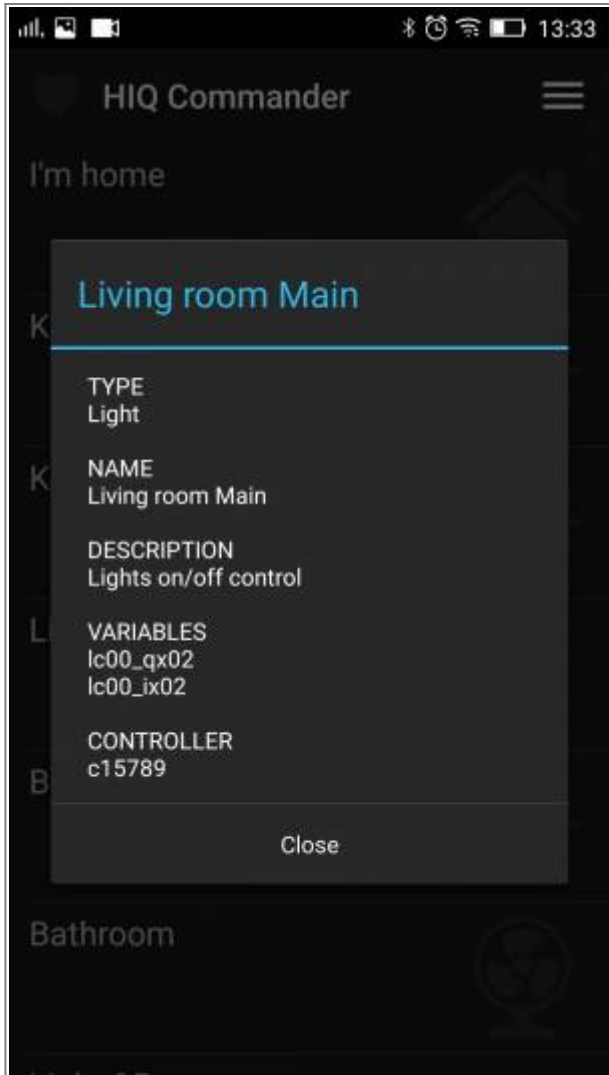 13:33
HIQ Commander
I'm home
Living room Main
K
TYPE
Light
K
NAME
Living room Main
DESCRIPTION
Lights on/off control
VARIABLES
lc00_qx02
lc00_ix02
CONTROLLER
c15789
B
Close
Bathroom